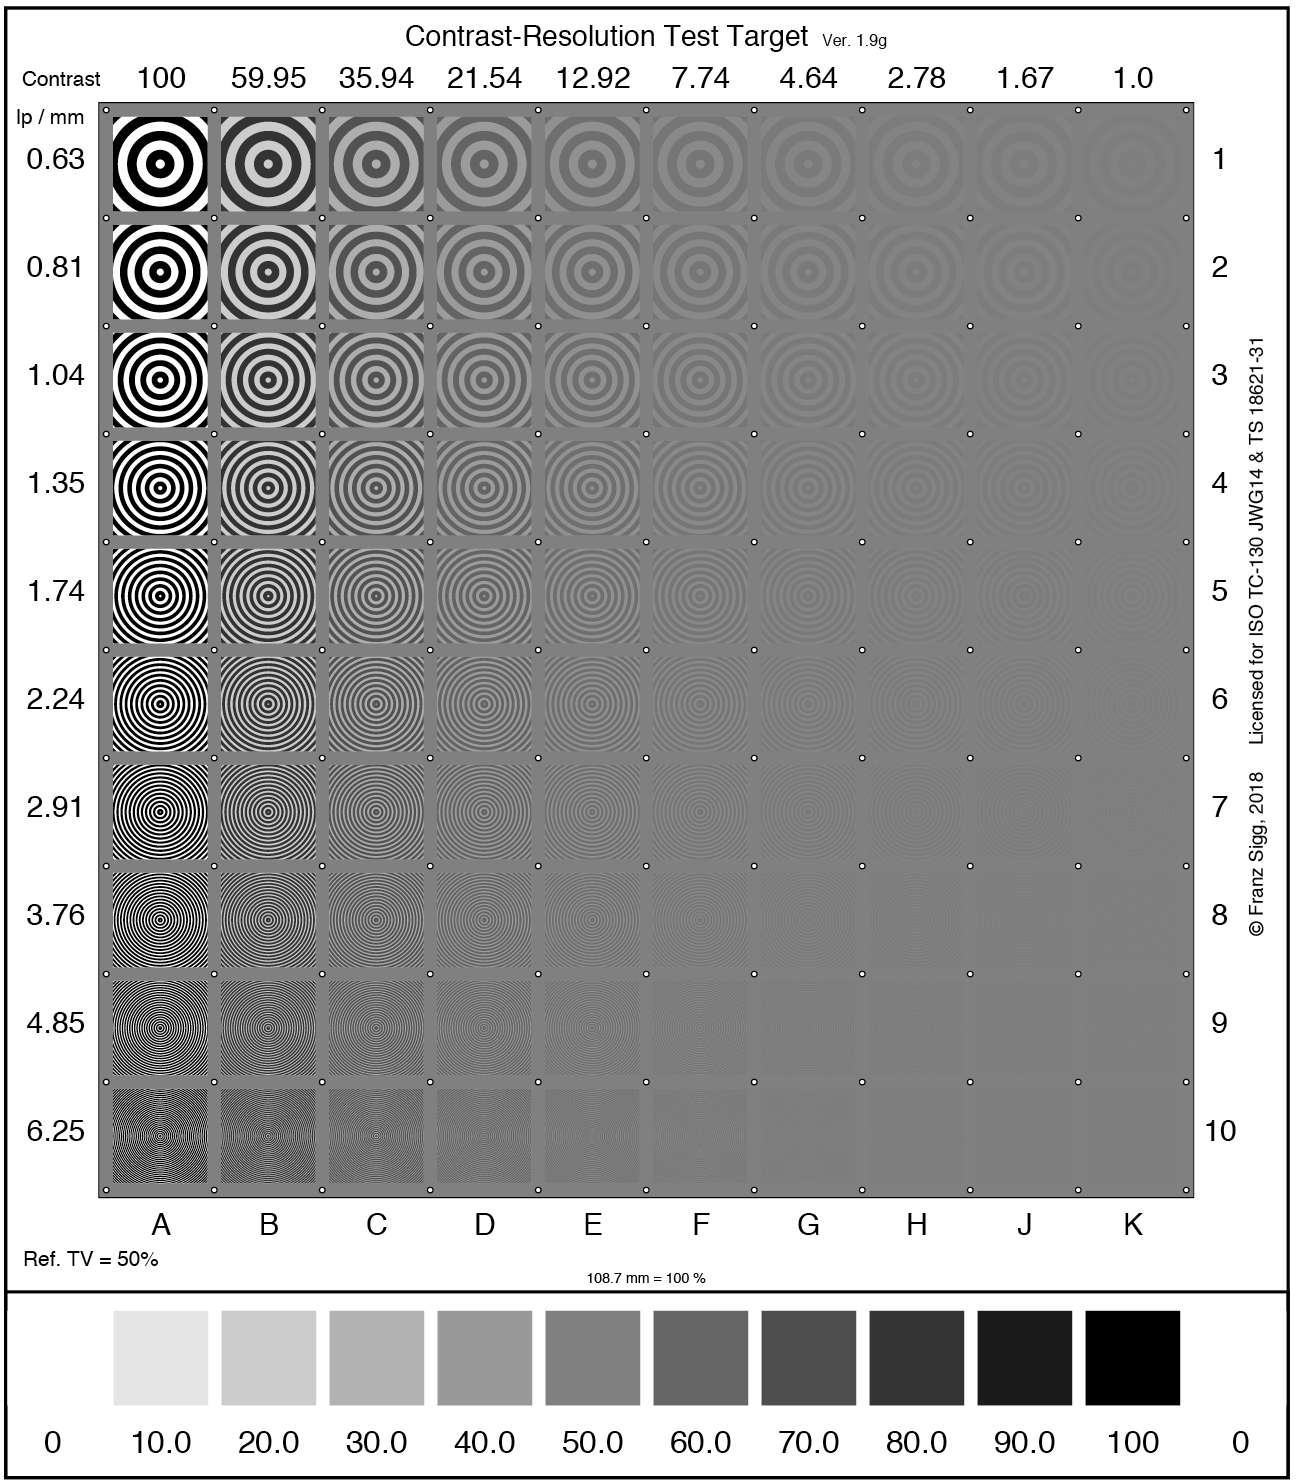 Contrast-Resolution Test Target Ver. 1.9g
Contrast 100 59.95 35.94 21.54 12.92 7.74 4.64 2.78 1.67 1.0
lp / mm
0.63 1
0.81 2
1.04 3
1.35 4
1.74 5
2.24 6
2.91 7
3.76 8
4.85 9
6.25 10
© Franz Sigg, 2018 Licensed for ISO TC-130 JWG14 & TS 18621-31
A B C D E F G H J K
Ref. TV = 50%
108.7 mm = 100 %
0 10.0 20.0 30.0 40.0 50.0 60.0 70.0 80.0 90.0 100 0